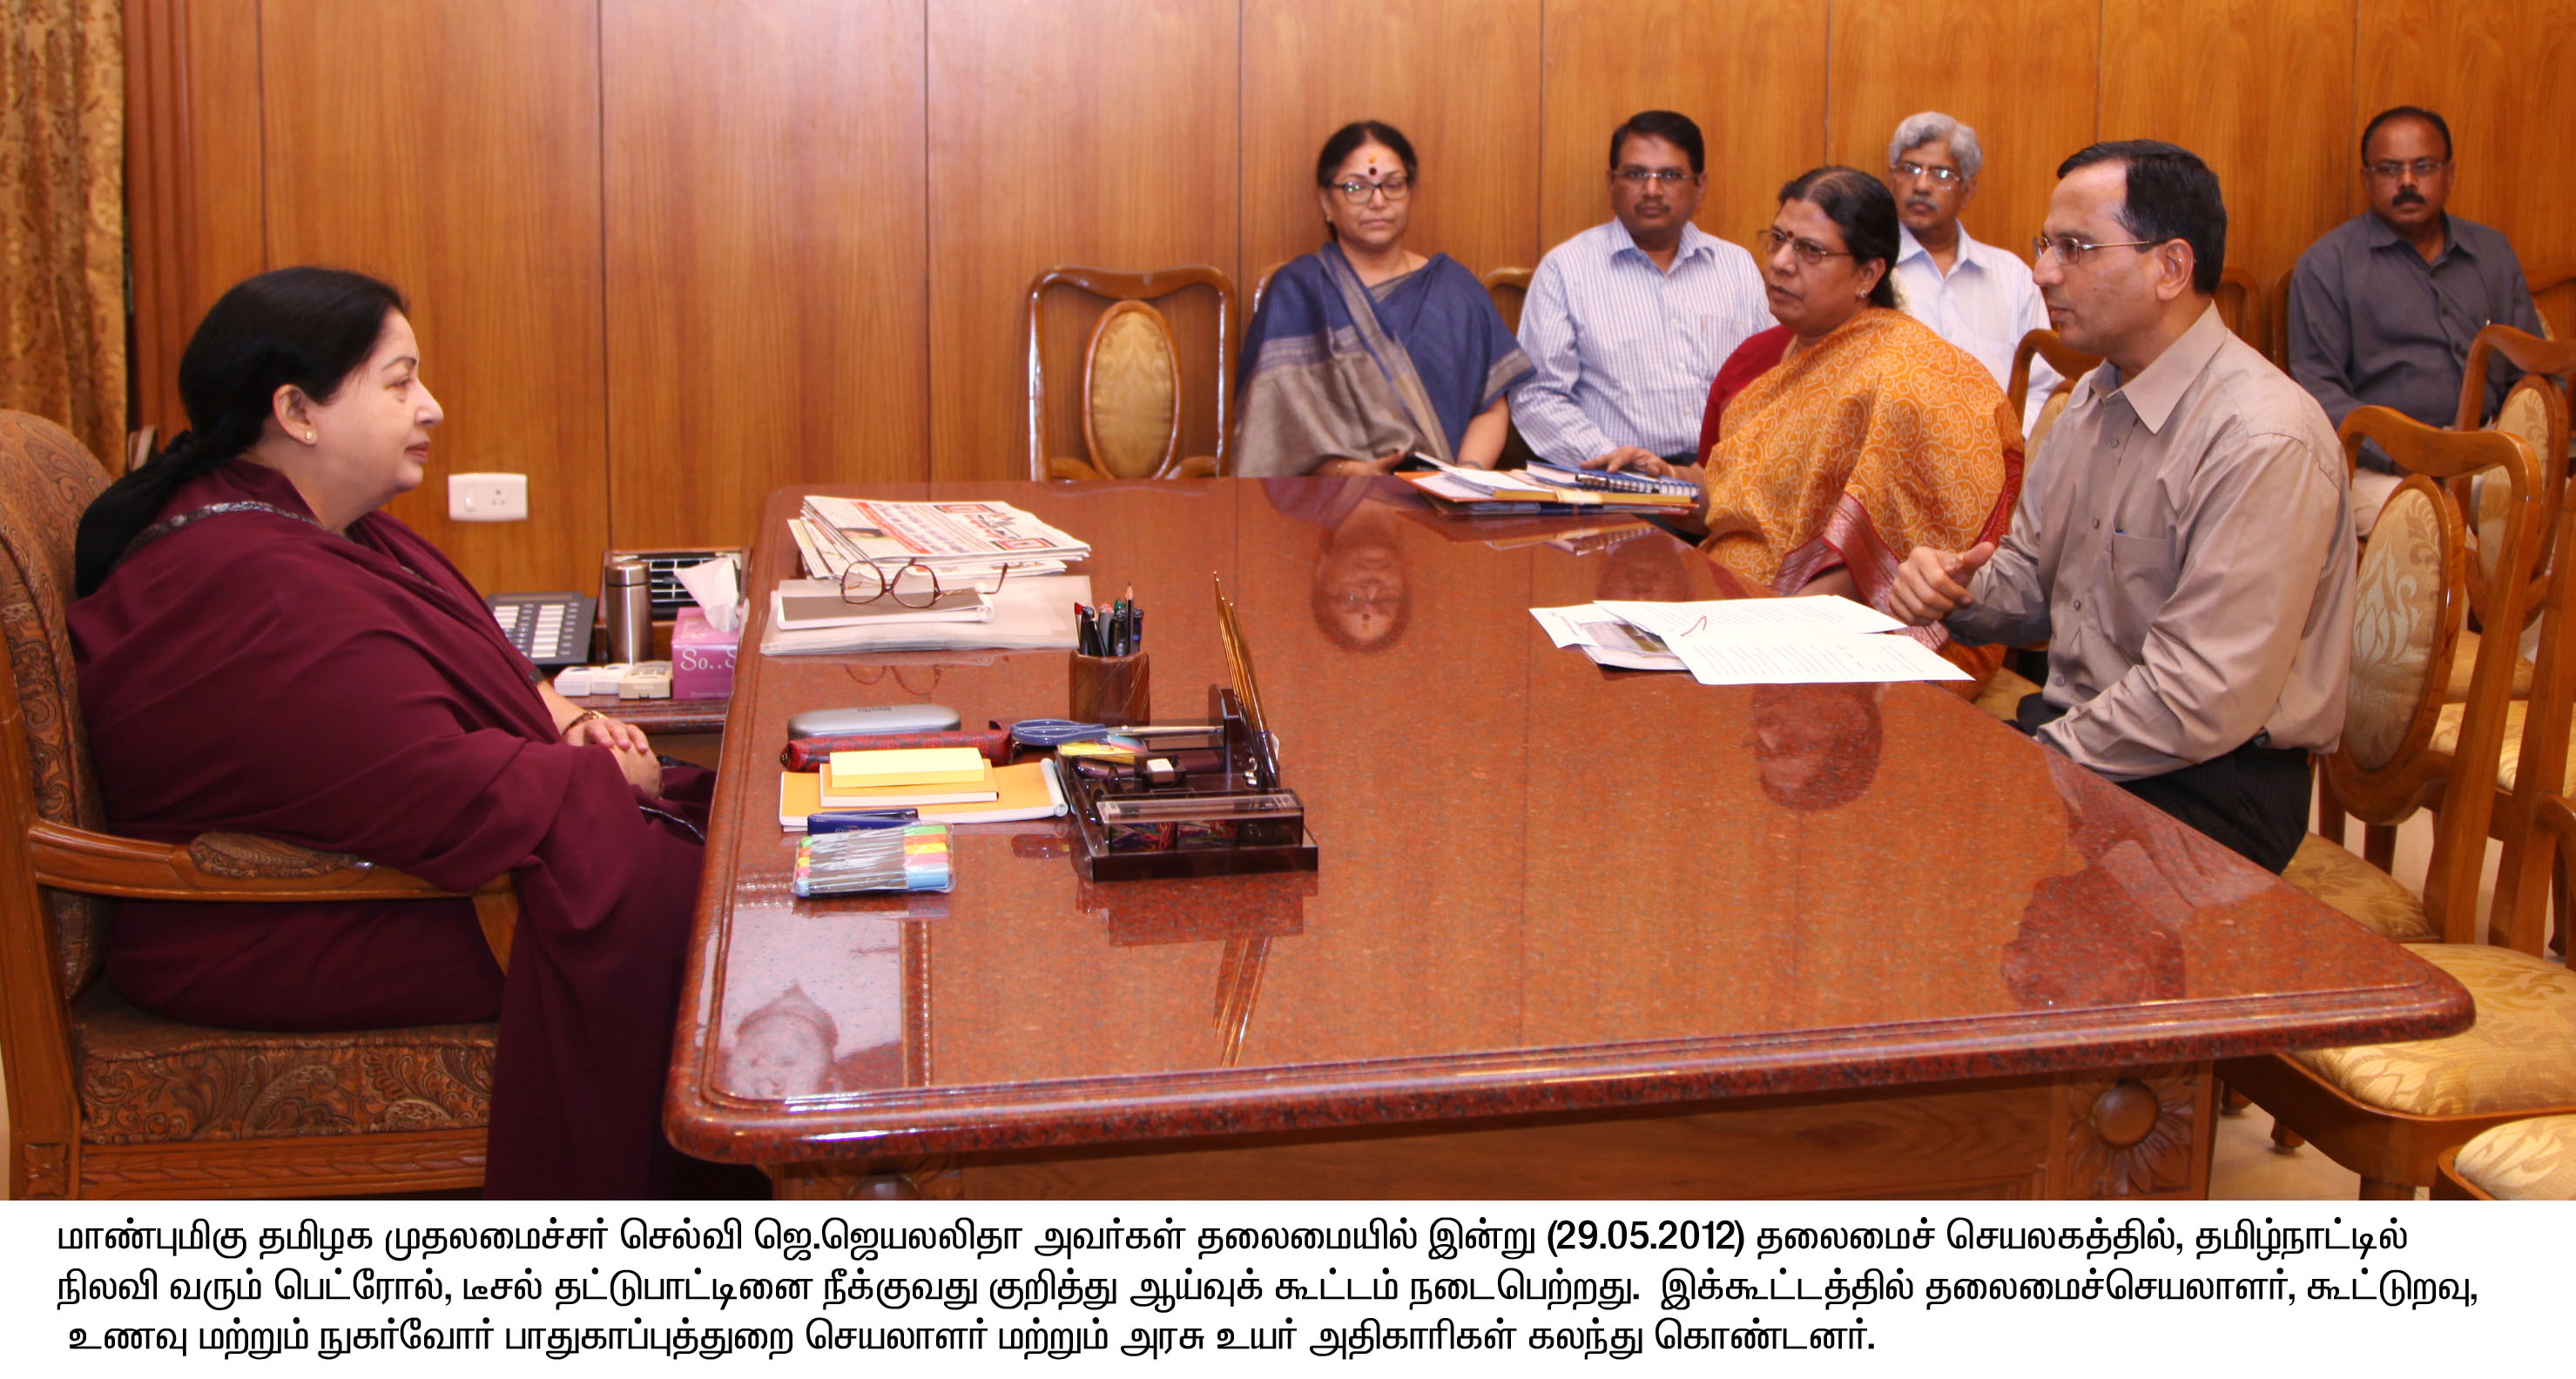 So..S
மாண்புமிகு தமிழக முதலமைச்சர் செல்வி ஜெ.ஜெயலலிதா அவர்கள் தலைமையில் இன்று (29.05.2012) தலைமைச் செயலகத்தில், தமிழ்நாட்டில்
நிலவி வரும் பெட்ரோல், டீசல் தட்டுபாட்டினை நீக்குவது குறித்து ஆய்வுக் கூட்டம் நடைபெற்றது. இக்கூட்டத்தில் தலைமைச்செயலாளர், கூட்டுறவு,
உணவு மற்றும் நுகர்வோர் பாதுகாப்புத்துறை செயலாளர் மற்றும் அரசு உயர் அதிகாரிகள் கலந்து கொண்டனர்.